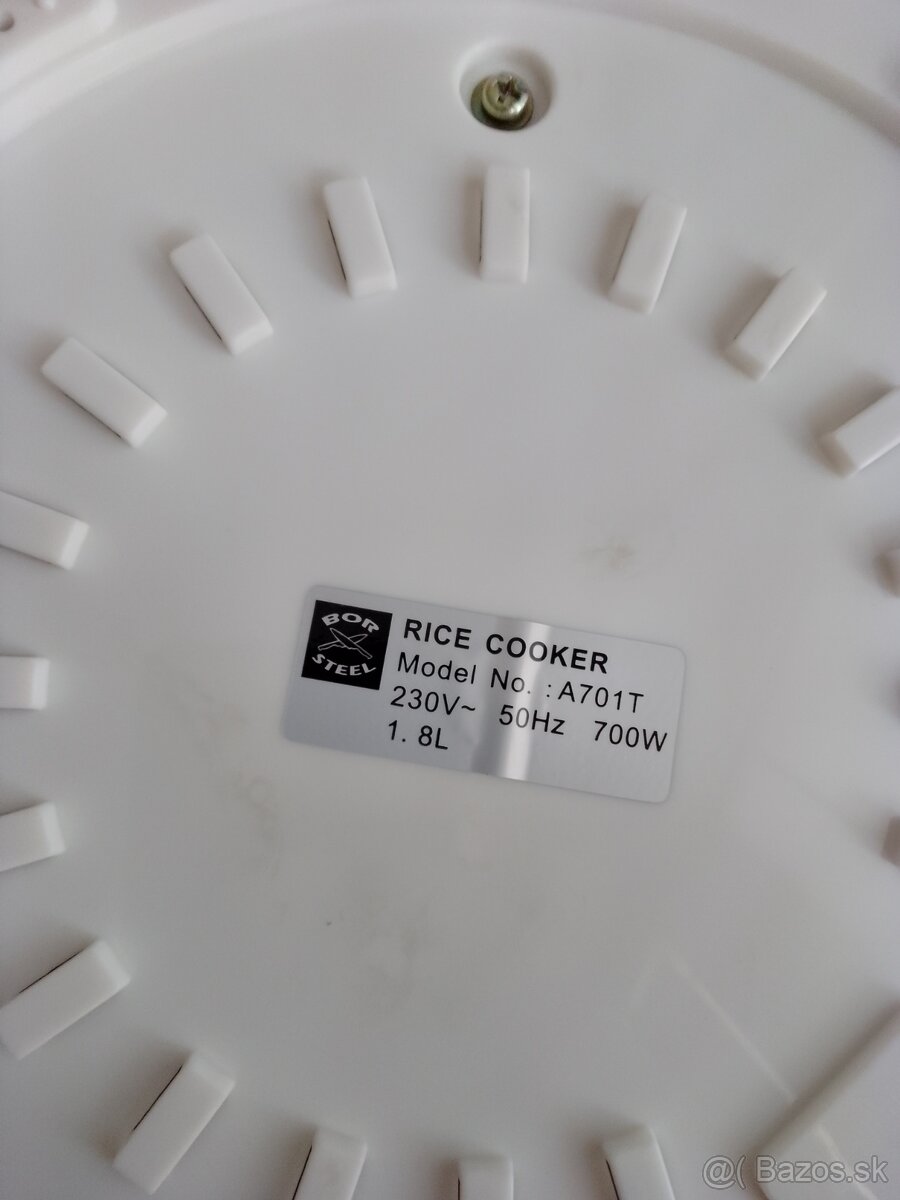 BOR
STEEL
RICE COOKER
Model No. : A701T
230V~ 50Hz 700W
1. 8L
@( Bazos.sk